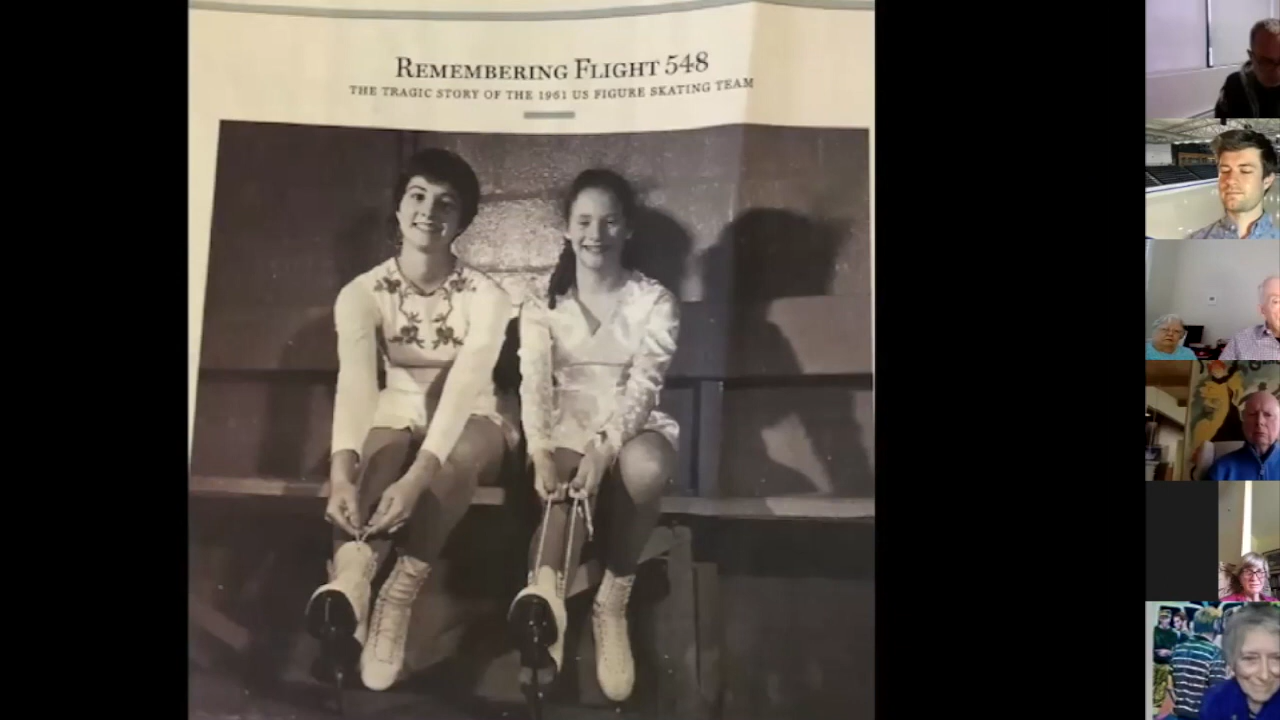 REMEMBERING FLIGHT 548
THE TRAGIC STORY OF THE 1961 US FIGURE SKATING TEAM